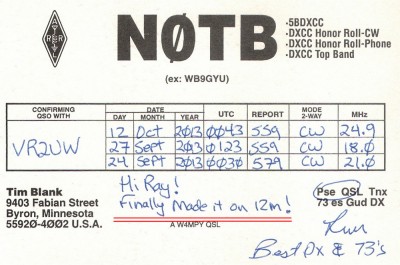 NØTB
·5BDXCC
·DXCC Honor Roll-CW
·DXCC Honor Roll-Phone
·DXCC Top Band
ARRL
(ex: WB9GYU)
CONFIRMING QSO WITH DATE DAY MONTH YEAR UTC REPORT MODE 2-WAY MHz
VR2UW
12 Oct 2013 0043 559 CW 24.9
27 Sept 2013 0123 559 CW 18.0
24 Sept 2013 0030 579 CW 21.0
Tim Blank
9403 Fabian Street
Byron, Minnesota
5592Ø-4ØØ2 U.S.A.
Hi Ray!
Finally Made it on 12m!
A W4MPY QSL
Pse QSL Tnx
73 es Gud DX
Best Dx & 73's